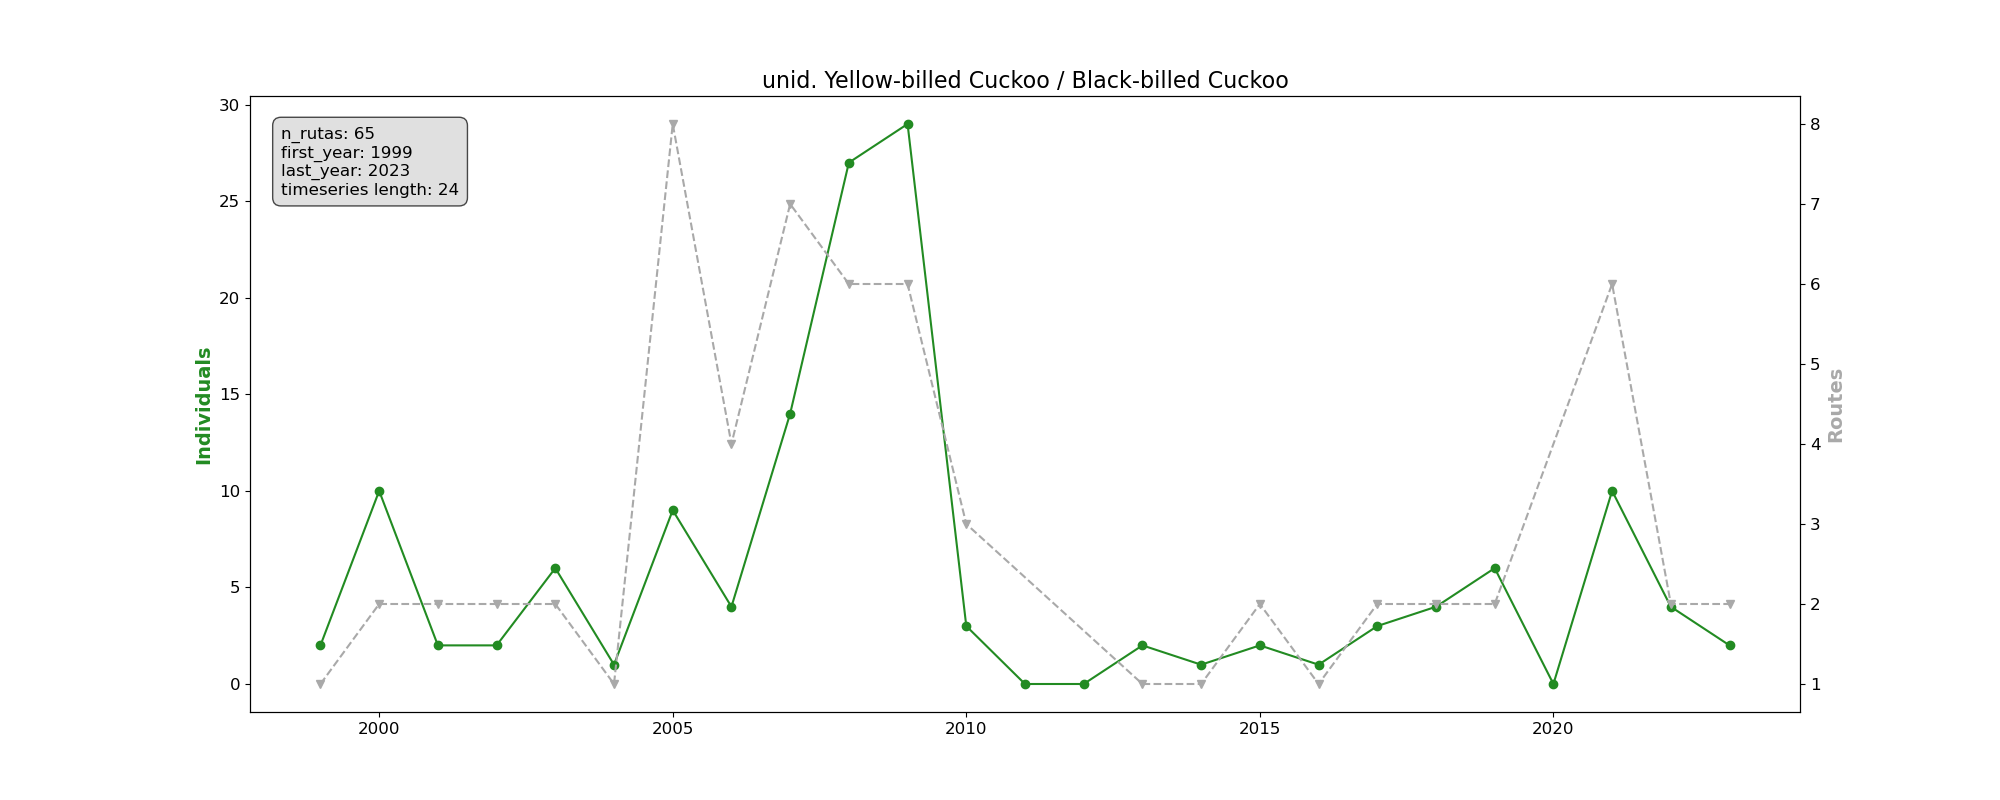 unid. Yellow-billed Cuckoo / Black-billed Cuckoo
n_rutas: 65
first_year: 1999
last_year: 2023
timeseries length: 24
Individuals
30
25
20
15
10
5
0
8
7
6
5
4
3
2
1
Routes
2000
2005
2010
2015
2020